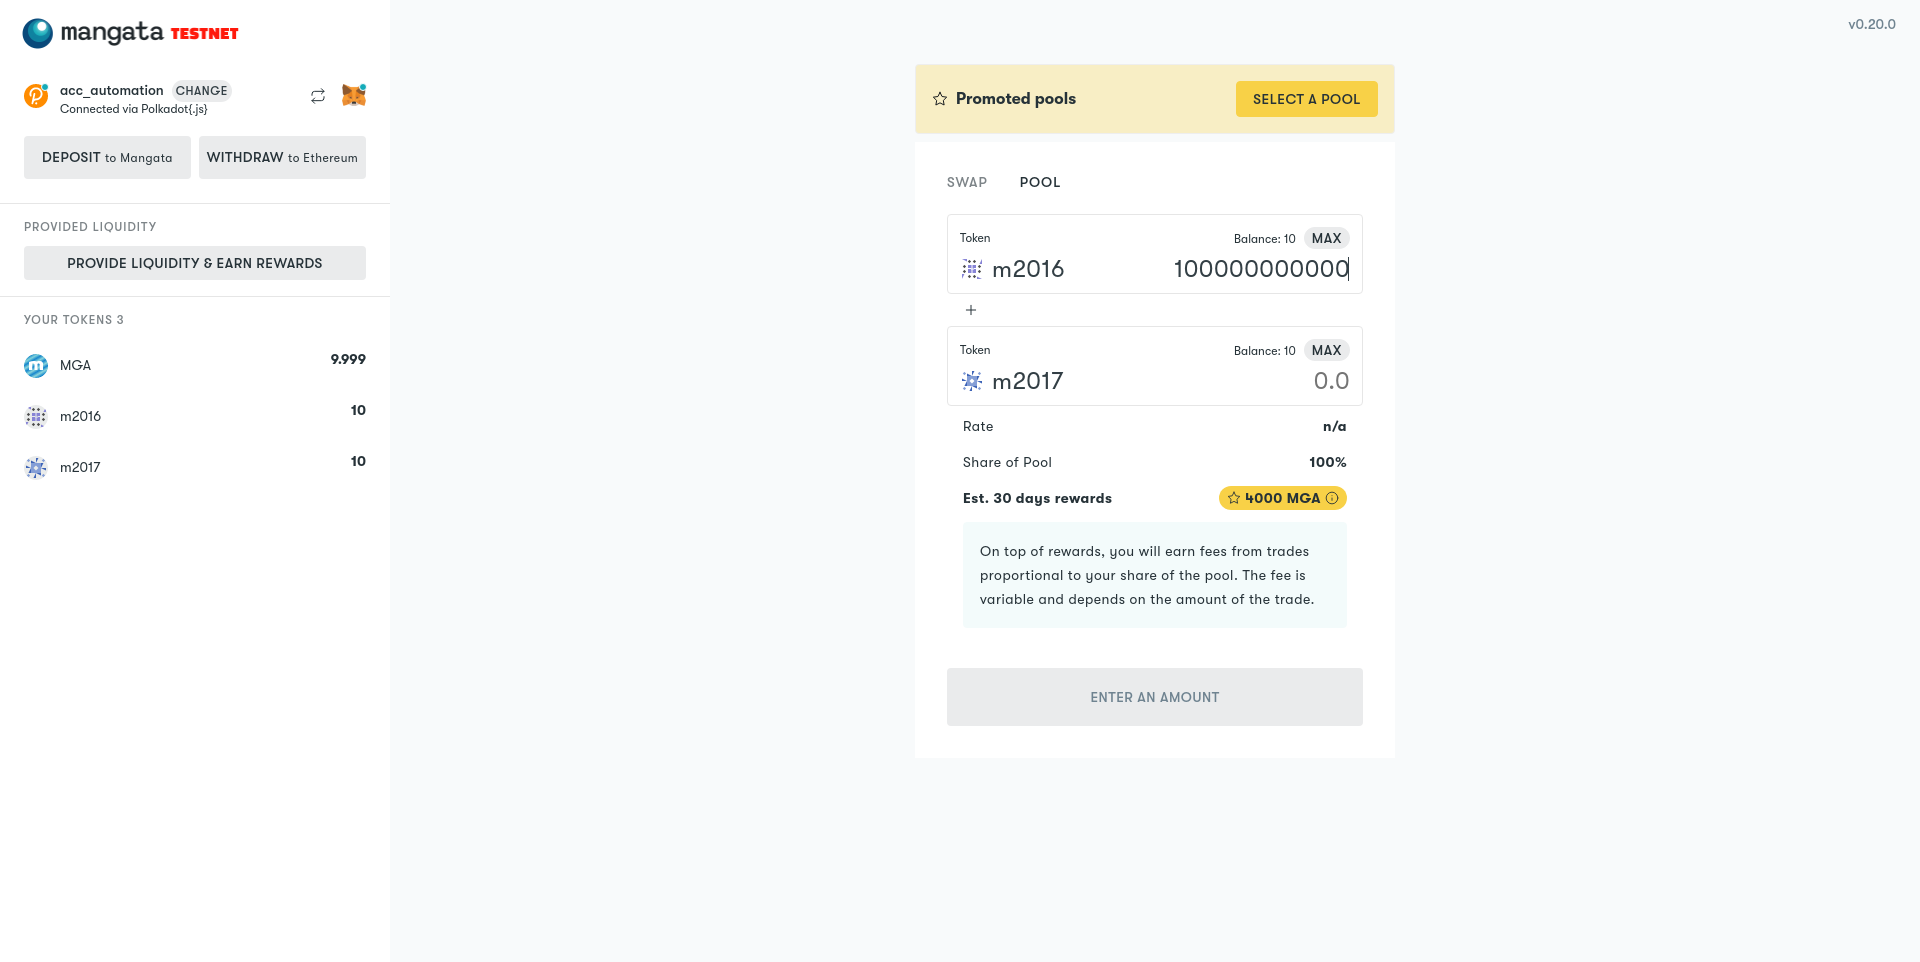 mangata TESTNET
v0.20.0
acc_automation CHANGE
Connected via Polkadot{.js}
DEPOSIT to Mangata
WITHDRAW to Ethereum
PROVIDED LIQUIDITY
PROVIDE LIQUIDITY & EARN REWARDS
YOUR TOKENS 3
MGA 9.999
m2016 10
m2017 10
Promoted pools
SELECT A POOL
SWAP POOL
Token Balance: 10 MAX
m2016 100000000000
+
Token Balance: 10 MAX
m2017 0.0
Rate n/a
Share of Pool 100%
Est. 30 days rewards 4000 MGA
On top of rewards, you will earn fees from trades
proportional to your share of the pool. The fee is
variable and depends on the amount of the trade.
ENTER AN AMOUNT